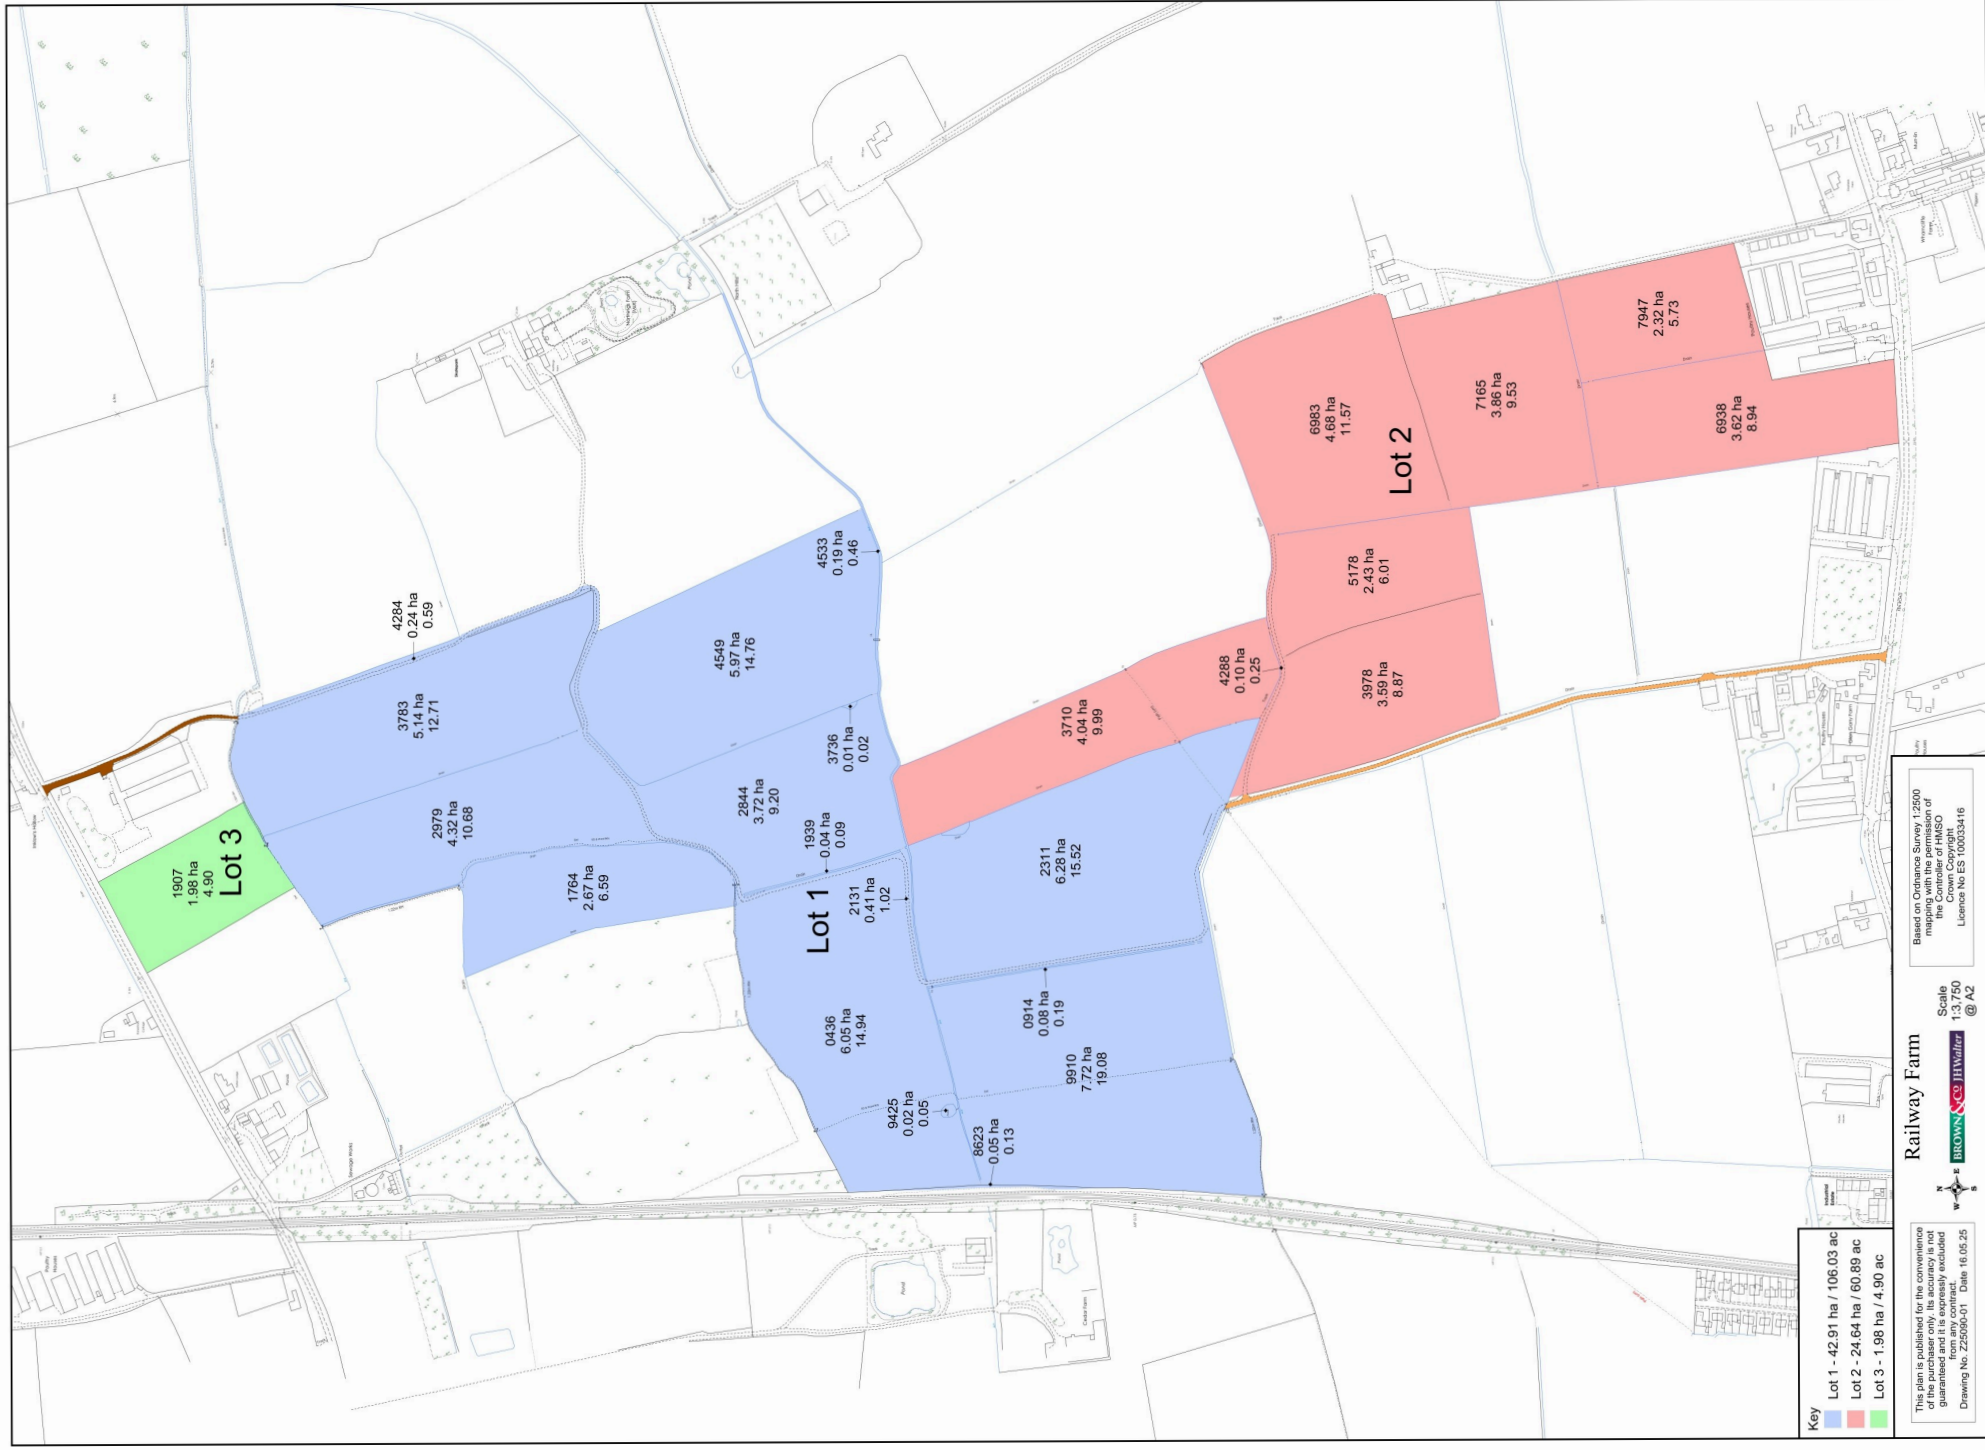 Lot 3
1907
1.98 ha
4.90
4284
0.24 ha
0.59
3783
5.14 ha
12.71
2979
4.32 ha
10.68
1764
2.67 ha
6.59
4549
5.97 ha
14.76
4533
0.19 ha
0.46
3736
0.01 ha
0.02
2844
3.72 ha
9.20
1939
0.04 ha
0.09
Lot 1
2131
0.41 ha
1.02
0436
6.05 ha
14.94
9425
0.02 ha
0.05
8623
0.05 ha
0.13
0914
0.08 ha
0.19
9910
7.72 ha
19.08
2311
6.28 ha
15.52
3710
4.04 ha
9.99
4288
0.10 ha
0.25
Lot 2
6983
4.68 ha
11.57
7165
3.86 ha
9.53
7947
2.32 ha
5.73
6938
3.62 ha
8.94
5178
2.43 ha
6.01
3978
3.59 ha
8.87
Sewage Works
Pond
Pond
Track
Castor Farm
Poultry
Houses
Industrial
Estate
Key
Lot 1 - 42.91 ha / 106.03 ac
Lot 2 - 24.64 ha / 60.89 ac
Lot 3 - 1.98 ha / 4.90 ac
Railway Farm
N
W E
S
BROWN & CO JHWalter
Scale
1:3,750
@ A2
This plan is published for the convenience
of the purchaser only. Its accuracy is not
guaranteed and it is expressly excluded
from any contract.
Drawing No. Z25090-01 Date 16.05.25
Based on Ordnance Survey 1:2500
mapping with the permission of
the Controller of HMSO
Crown Copyright
Licence No ES 100033416